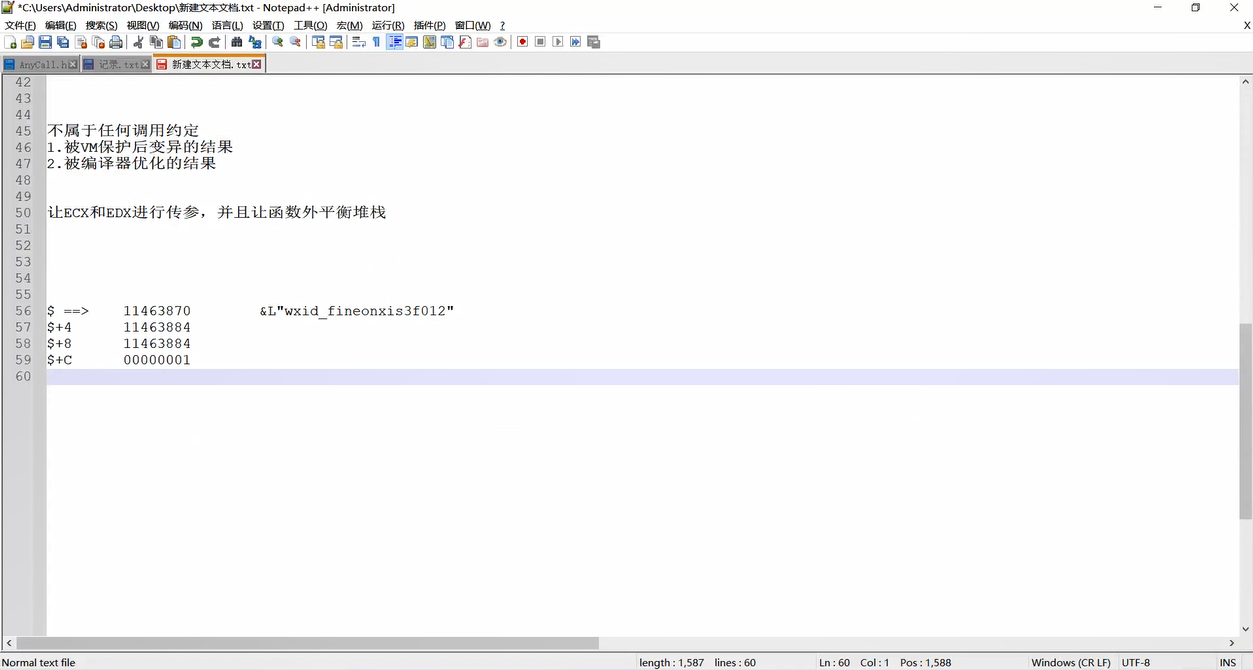 *C:\Users\Administrator\Desktop\新建文本文档.txt - Notepad++ [Administrator]
文件(F) 编辑(E) 搜索(S) 视图(V) 编码(N) 语言(L) 设置(T) 工具(O) 宏(M) 运行(R) 插件(P) 窗口(W) ? X
AnyCall.h 记录.txt 新建文本文档.txt
42
43
44
45 不属于任何调用约定
46 1.被VM保护后变异的结果
47 2.被编译器优化的结果
48
49
50 让ECX和EDX进行传参，并且让函数外平衡堆栈
51
52
53
54
55
56 $ ==> 11463870 &L"wxid_fineonxis3f012"
57 $+4 11463884
58 $+8 11463884
59 $+C 00000001
60
Normal text file length : 1,587 lines : 60 Ln : 60 Col : 1 Pos : 1,588 Windows (CR LF) UTF-8 INS